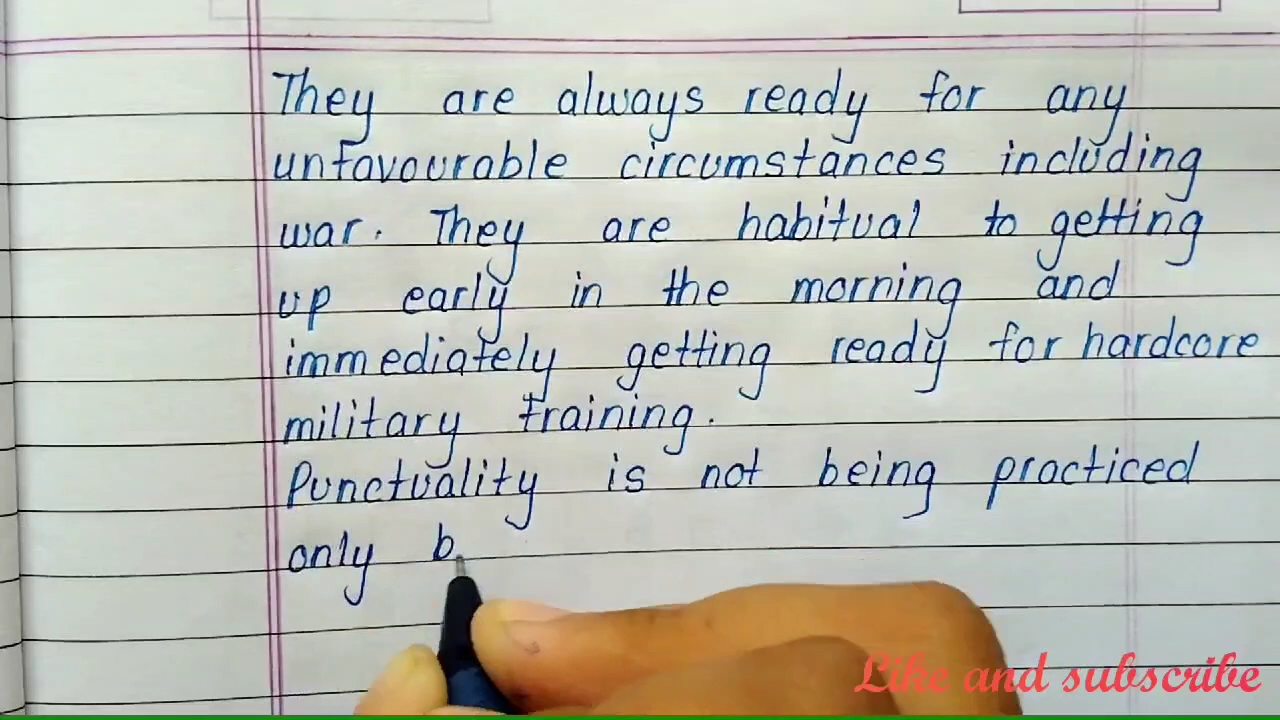 They are always ready for any
unfavourable circumstances including
war. They are habitual to getting
up early in the morning and
immediately getting ready for hardcore
military training.
Punctuality is not being practiced
only b
Like and subscribe